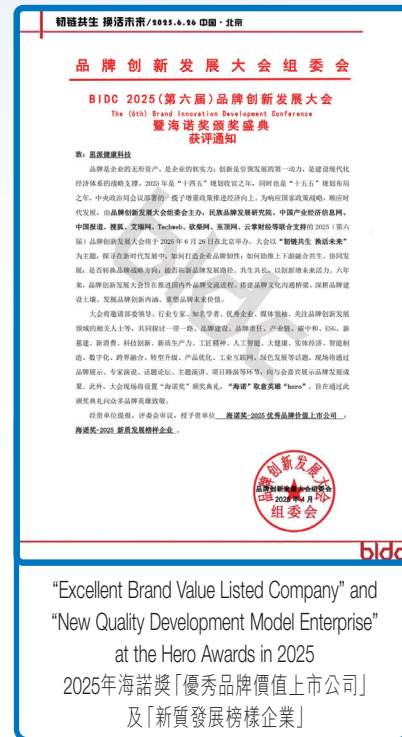 韧链共生 换活未来/2025.6.26 中国·北京
品牌创新发展大会组委会
BIDC 2025(第六届)品牌创新发展大会
The (6th) Brand Innovation Development Conference
暨海诺奖颁奖盛典
获评通知
致：思派健康科技
品牌是企业的无形资产，是企业的软实力；创新是引领发展的第一动力，是建设现代化
经济体系的战略支撑。2025 年是“十四五”规划收官之年，同时也是“十五五”规划布局
之年，中央政治局会议部署的一揽子增量政策推进经济向上。为响应国家政策战略，顺应时
代发展，由品牌创新发展大会组委会主办，民族品牌发展研究院、中国产业经济信息网、
中国报道、搜狐、艾瑞网、Techweb、砍柴网、至顶网、云掌财经等联合支持的 2025（第六
届）品牌创新发展大会将于 2025 年 6 月 26 日在北京举办。大会以“韧链共生 换活未来”
为主题，探寻在新时代发展中，如何打造企业品牌韧性；如何助推上下游融合共生、协同发
展；是否转换品牌战略方向；能否拓新品牌发展路径，共生共长，以创新增未来活力。六年
来，品牌创新发展大会旨在推进国内外品牌交流进程，搭建品牌文化沟通桥梁、深耕品牌建
设土壤、发掘品牌创新内涵、重塑品牌未来价值。
大会将邀请部委领导、行业专家、知名学者、优秀企业、媒体领袖、关注品牌创新发展
领域的相关人士等，共同探讨一带一路、品牌建设、品牌责任、产业链、碳中和、ESG、新
基建、新消费、科技创新、新质生产力、工匠精神、人工智能、大健康、实体经济、智能制
造、数字化、跨界融合、转型升级、产品优化、工业互联网、绿色发展等话题。现场将通过
品牌展示、专家演说、话题论坛、主题演讲、项目路演等环节，向与会嘉宾展示品牌发展成
果。此外，大会现场将设置“海诺奖”颁奖典礼，“海诺”取意英雄“hero”，旨在通过此
颁奖典礼向众多品牌英雄致敬。
经贵单位提报，评委会审议，授予贵单位 海诺奖-2025 优秀品牌价值上市公司 、
海诺奖-2025 新质发展榜样企业 。
品牌创新发展大会组委会
2025 年 4 月
组委会
bidc
“Excellent Brand Value Listed Company” and
“New Quality Development Model Enterprise”
at the Hero Awards in 2025
2025年海諾獎「優秀品牌價值上市公司」
及「新質發展榜樣企業」